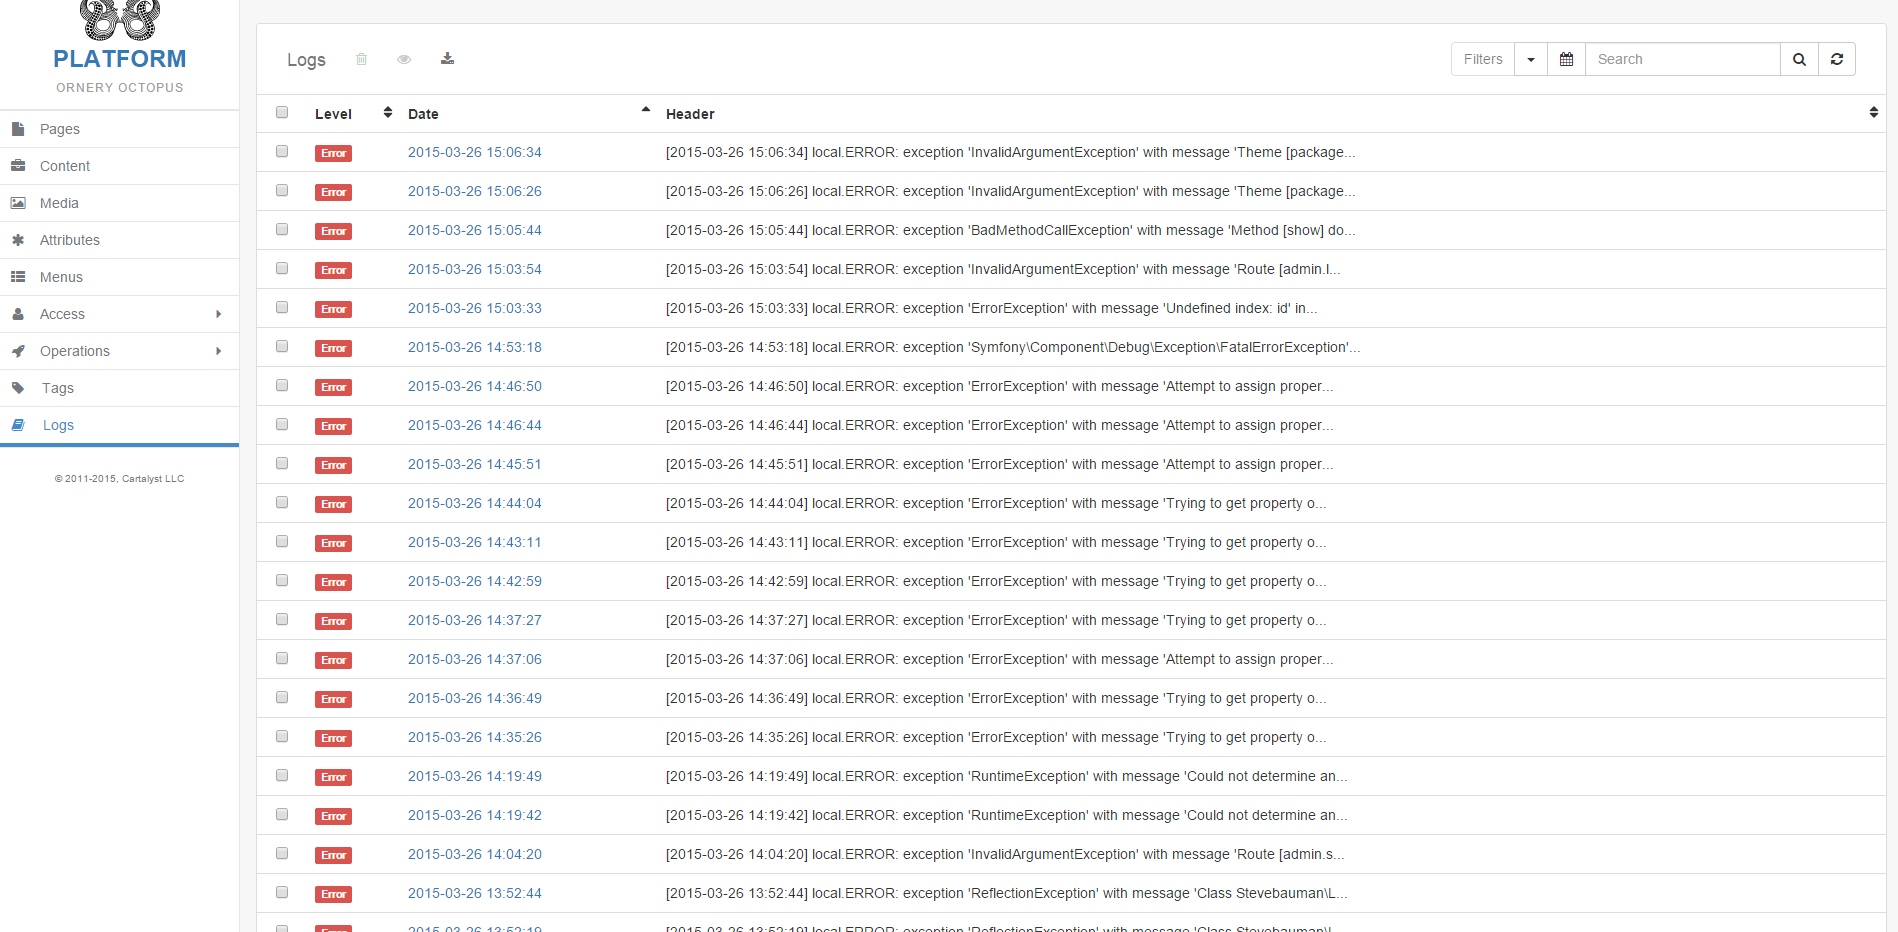 PLATFORM
ORNERY OCTOPUS
Pages
Content
Media
Attributes
Menus
Access
Operations
Tags
Logs
© 2011-2015, Cartalyst LLC
Logs Filters Search
Level Date Header
Error 2015-03-26 15:06:34 [2015-03-26 15:06:34] local.ERROR: exception 'InvalidArgumentException' with message 'Theme [package...
Error 2015-03-26 15:06:26 [2015-03-26 15:06:26] local.ERROR: exception 'InvalidArgumentException' with message 'Theme [package...
Error 2015-03-26 15:05:44 [2015-03-26 15:05:44] local.ERROR: exception 'BadMethodCallException' with message 'Method [show] do...
Error 2015-03-26 15:03:54 [2015-03-26 15:03:54] local.ERROR: exception 'InvalidArgumentException' with message 'Route [admin.l...
Error 2015-03-26 15:03:33 [2015-03-26 15:03:33] local.ERROR: exception 'ErrorException' with message 'Undefined index: id' in...
Error 2015-03-26 14:53:18 [2015-03-26 14:53:18] local.ERROR: exception 'Symfony\Component\Debug\Exception\FatalErrorException'...
Error 2015-03-26 14:46:50 [2015-03-26 14:46:50] local.ERROR: exception 'ErrorException' with message 'Attempt to assign proper...
Error 2015-03-26 14:46:44 [2015-03-26 14:46:44] local.ERROR: exception 'ErrorException' with message 'Attempt to assign proper...
Error 2015-03-26 14:45:51 [2015-03-26 14:45:51] local.ERROR: exception 'ErrorException' with message 'Attempt to assign proper...
Error 2015-03-26 14:44:04 [2015-03-26 14:44:04] local.ERROR: exception 'ErrorException' with message 'Trying to get property o...
Error 2015-03-26 14:43:11 [2015-03-26 14:43:11] local.ERROR: exception 'ErrorException' with message 'Trying to get property o...
Error 2015-03-26 14:42:59 [2015-03-26 14:42:59] local.ERROR: exception 'ErrorException' with message 'Trying to get property o...
Error 2015-03-26 14:37:27 [2015-03-26 14:37:27] local.ERROR: exception 'ErrorException' with message 'Trying to get property o...
Error 2015-03-26 14:37:06 [2015-03-26 14:37:06] local.ERROR: exception 'ErrorException' with message 'Attempt to assign proper...
Error 2015-03-26 14:36:49 [2015-03-26 14:36:49] local.ERROR: exception 'ErrorException' with message 'Trying to get property o...
Error 2015-03-26 14:35:26 [2015-03-26 14:35:26] local.ERROR: exception 'ErrorException' with message 'Trying to get property o...
Error 2015-03-26 14:19:49 [2015-03-26 14:19:49] local.ERROR: exception 'RuntimeException' with message 'Could not determine an...
Error 2015-03-26 14:19:42 [2015-03-26 14:19:42] local.ERROR: exception 'RuntimeException' with message 'Could not determine an...
Error 2015-03-26 14:04:20 [2015-03-26 14:04:20] local.ERROR: exception 'InvalidArgumentException' with message 'Route [admin.s...
Error 2015-03-26 13:52:44 [2015-03-26 13:52:44] local.ERROR: exception 'ReflectionException' with message 'Class Stevebauman\L...
Error 2015-03-26 13:52:19 [2015-03-26 13:52:19] local.ERROR: exception 'ReflectionException' with message 'Class Stevebauman\L...